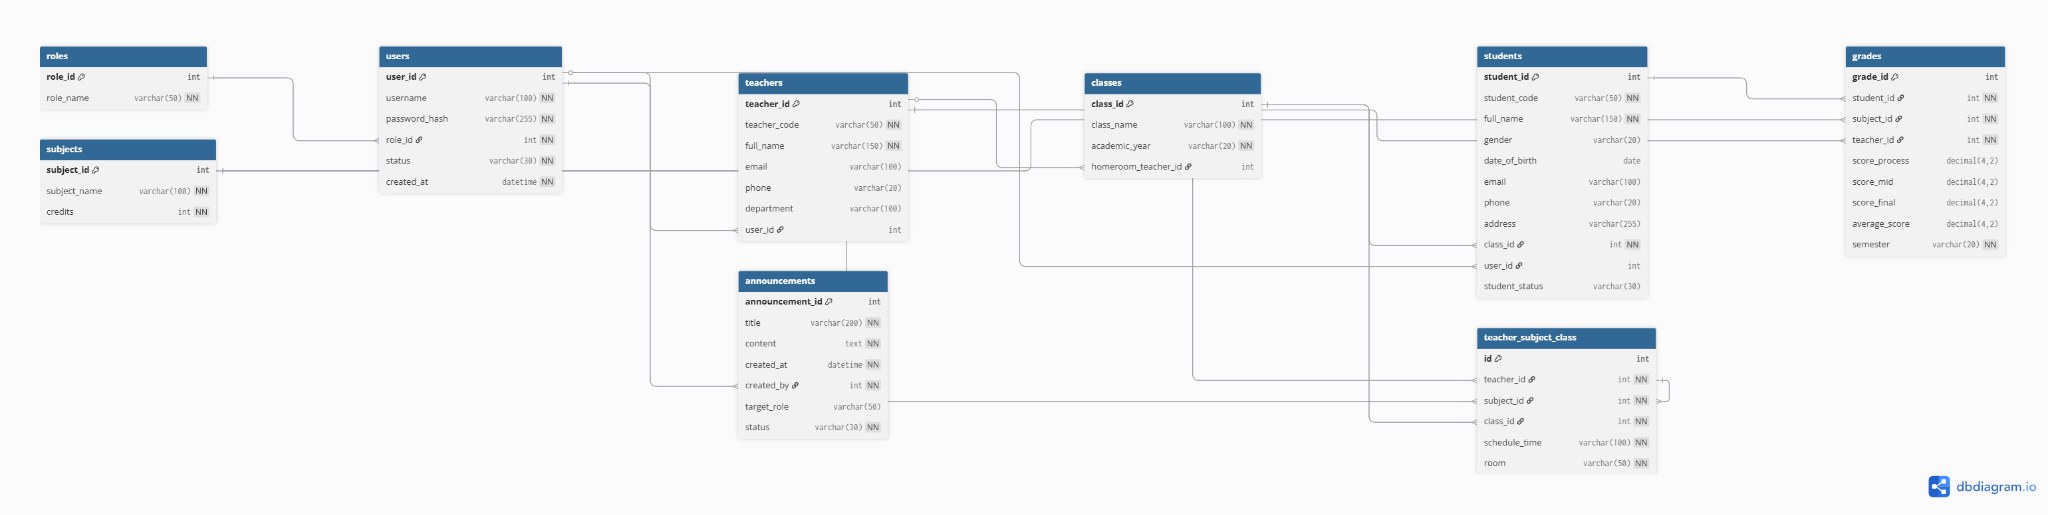 roles
role_id int
role_name varchar(50) NN
subjects
subject_id int
subject_name varchar(100) NN
credits int NN
users
user_id int
username varchar(100) NN
password_hash varchar(255) NN
role_id int NN
status varchar(30) NN
created_at datetime NN
teachers
teacher_id int
teacher_code varchar(50) NN
full_name varchar(150) NN
email varchar(100)
phone varchar(20)
department varchar(100)
user_id int
announcements
announcement_id int
title varchar(200) NN
content text NN
created_at datetime NN
created_by int NN
target_role varchar(50)
status varchar(30) NN
classes
class_id int
class_name varchar(100) NN
academic_year varchar(20) NN
homeroom_teacher_id int
students
student_id int
student_code varchar(50) NN
full_name varchar(150) NN
gender varchar(20)
date_of_birth date
email varchar(100)
phone varchar(20)
address varchar(255)
class_id int NN
user_id int
student_status varchar(30)
teacher_subject_class
id int
teacher_id int NN
subject_id int NN
class_id int NN
schedule_time varchar(100) NN
room varchar(50) NN
grades
grade_id int
student_id int NN
subject_id int NN
teacher_id int NN
score_process decimal(4,2)
score_mid decimal(4,2)
score_final decimal(4,2)
average_score decimal(4,2)
semester varchar(20) NN
dbdiagram.io